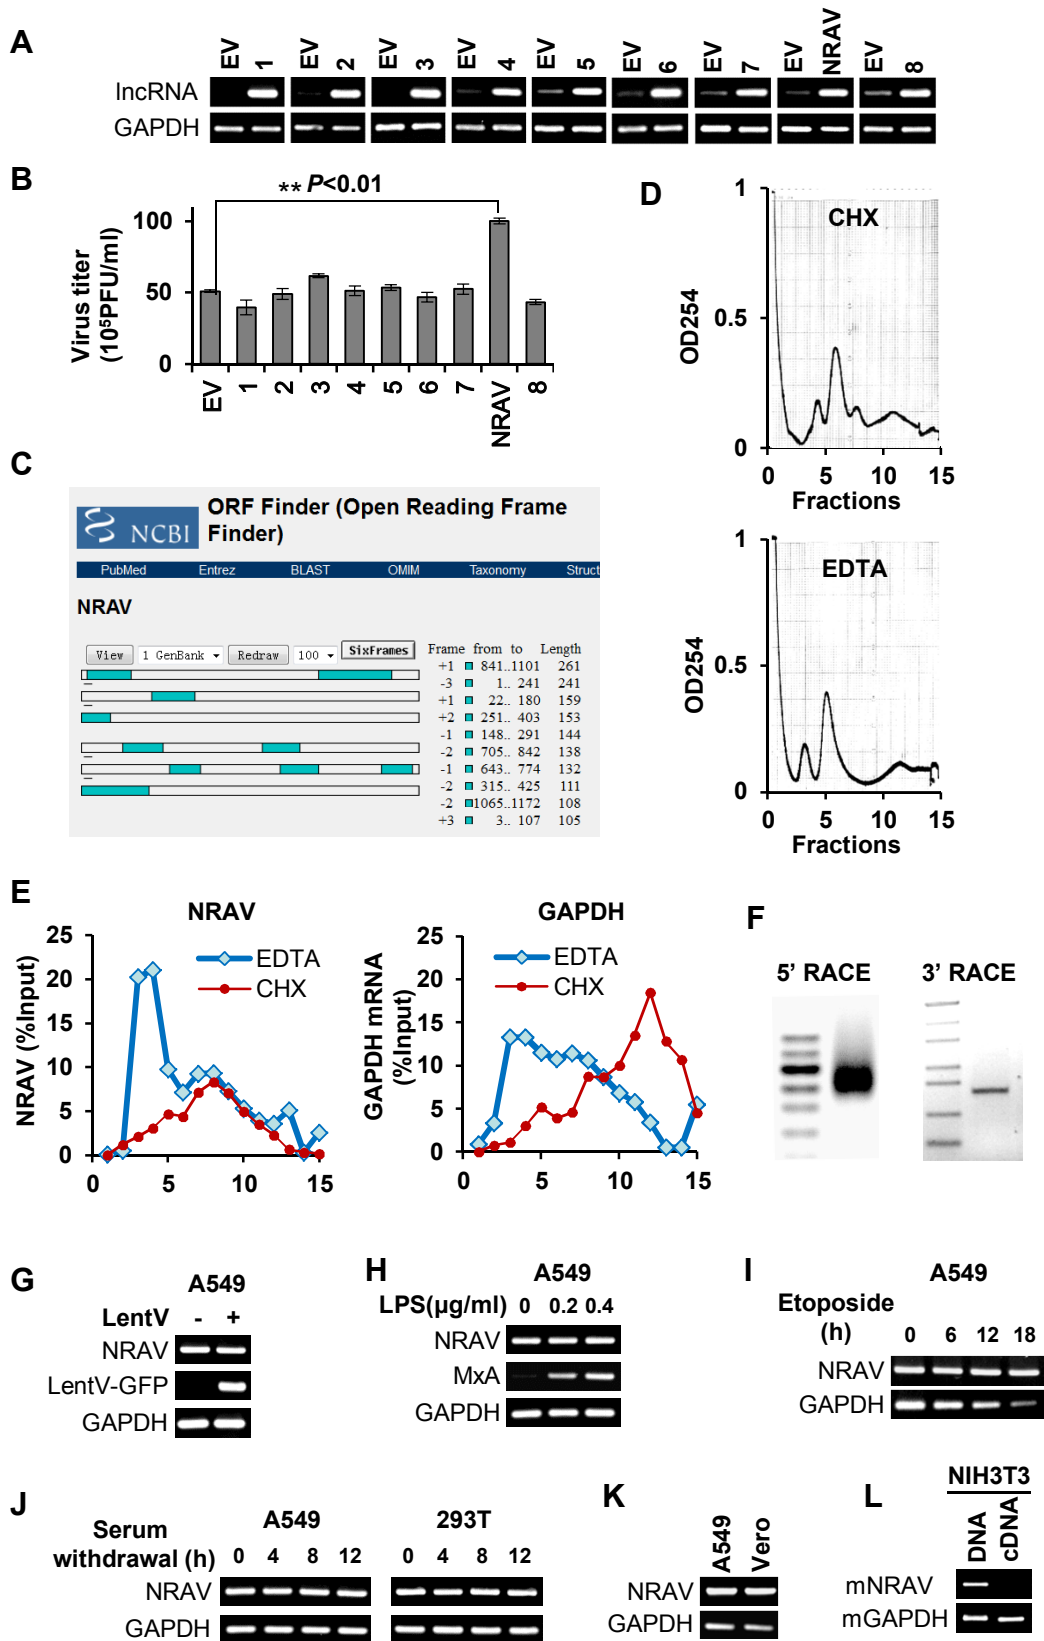 A
EV 1 EV 2 EV 3 EV 4 EV 5 EV 6 EV 7 EV NRAV EV 8
lncRNA
GAPDH
B
** P<0.01
Virus titer
(10⁵PFU/ml)
100
50
0
EV 1 2 3 4 5 6 7 NRAV 8
C
NCBI
ORF Finder (Open Reading Frame
Finder)
PubMed Entrez BLAST OMIM Taxonomy Struct
NRAV
View 1 GenBank Redraw 100 SixFrames
Frame from to Length
+1 841..1101 261
-3 1.. 241 241
+1 22.. 180 159
+2 251.. 403 153
-1 148.. 291 144
-2 705.. 842 138
-1 643.. 774 132
-2 315.. 425 111
-2 1065..1172 108
+3 3.. 107 105
D
CHX
OD254
1
0.5
0
0 5 10 15
Fractions
EDTA
OD254
1
0.5
0
0 5 10 15
Fractions
E
NRAV
NRAV (%Input)
25
20
15
10
5
0
EDTA
CHX
0 5 10 15
GAPDH
GAPDH mRNA
(%Input)
25
20
15
10
5
0
EDTA
CHX
0 5 10 15
F
5' RACE 3' RACE
G
A549
LentV - +
NRAV
LentV-GFP
GAPDH
H
A549
LPS(µg/ml) 0 0.2 0.4
NRAV
MxA
GAPDH
I
A549
Etoposide
(h) 0 6 12 18
NRAV
GAPDH
J
A549 293T
Serum
withdrawal (h) 0 4 8 12 0 4 8 12
NRAV
GAPDH
K
A549 Vero
NRAV
GAPDH
L
NIH3T3
DNA cDNA
mNRAV
mGAPDH